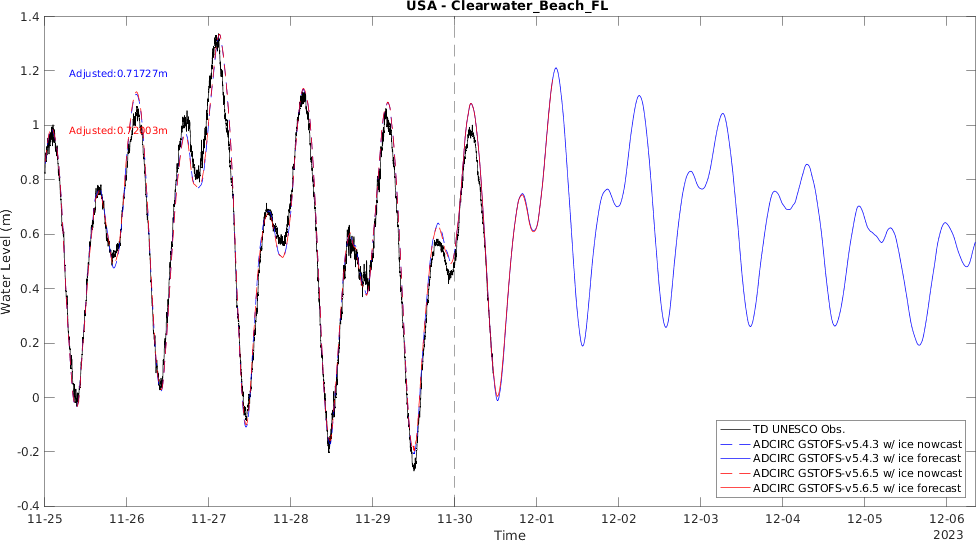 USA - Clearwater_Beach_FL
1.4
1.2
1
0.8
0.6
0.4
0.2
0
-0.2
-0.4
Water Level (m)
Adjusted:0.71727m
Adjusted:0.72003m
TD UNESCO Obs.
ADCIRC GSTOFS-v5.4.3 w/ ice nowcast
ADCIRC GSTOFS-v5.4.3 w/ ice forecast
ADCIRC GSTOFS-v5.6.5 w/ ice nowcast
ADCIRC GSTOFS-v5.6.5 w/ ice forecast
11-25 11-26 11-27 11-28 11-29 11-30 12-01 12-02 12-03 12-04 12-05 12-06
Time
2023